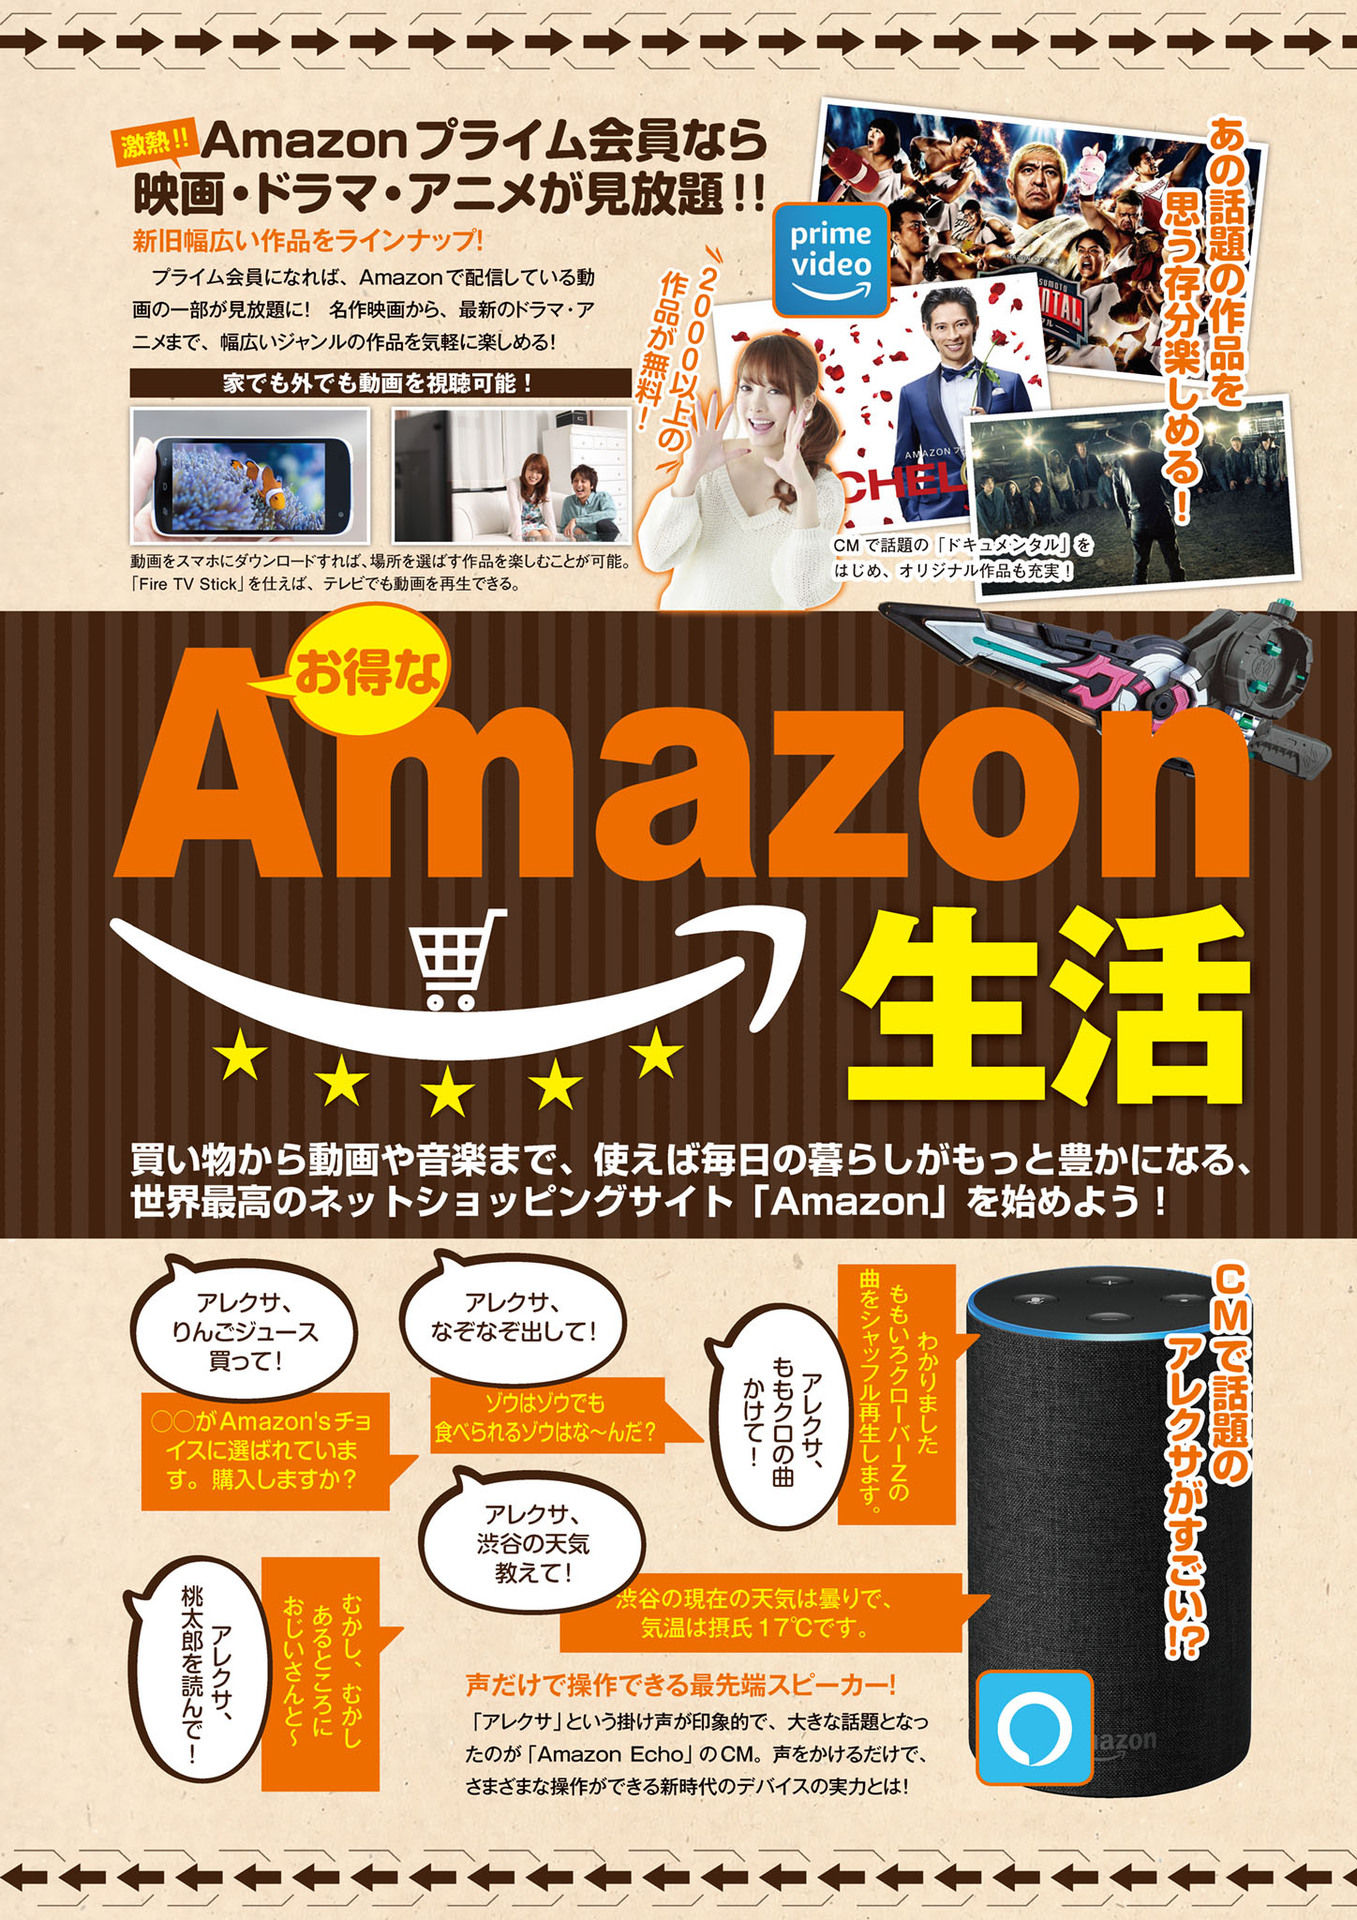 激熱!!
Amazonプライム会員なら
映画・ドラマ・アニメが見放題!!
新旧幅広い作品をラインナップ!
プライム会員になれば、Amazonで配信している動
画の一部が見放題に! 名作映画から、最新のドラマ・ア
ニメまで、幅広いジャンルの作品を気軽に楽しめる!
家でも外でも動画を視聴可能！
動画をスマホにダウンロードすれば、場所を選ばす作品を楽しむことが可能。
「Fire TV Stick」を仕えば、テレビでも動画を再生できる。
2000以上の
作品が無料!
prime
video
あの話題の作品を
思う存分楽しめる!
AMAZON
CHEL
CMで話題の「ドキュメンタル」を
はじめ、オリジナル作品も充実！
お得な
Amazon
生活
買い物から動画や音楽まで、使えば毎日の暮らしがもっと豊かになる、
世界最高のネットショッピングサイト「Amazon」を始めよう！
アレクサ、
りんごジュース
買って!
〇〇がAmazon'sチョ
イスに選ばれていま
す。購入しますか？
アレクサ、
なぞなぞ出して!
ゾウはゾウでも
食べられるゾウはな〜んだ？
アレクサ、
ももクロの曲
かけて!
わかりました
ももいろクローバーZの
曲をシャッフル再生します。
アレクサ、
渋谷の天気
教えて!
渋谷の現在の天気は曇りで、
気温は摂氏17℃です。
アレクサ、
桃太郎を読んで!
むかし、むかし
あるところに
おじいさんと〜
CMで話題の
アレクサがすごい!?
声だけで操作できる最先端スピーカー!
「アレクサ」という掛け声が印象的で、大きな話題となっ
たのが「Amazon Echo」のCM。声をかけるだけで、
さまざまな操作ができる新時代のデバイスの実力とは!
azon